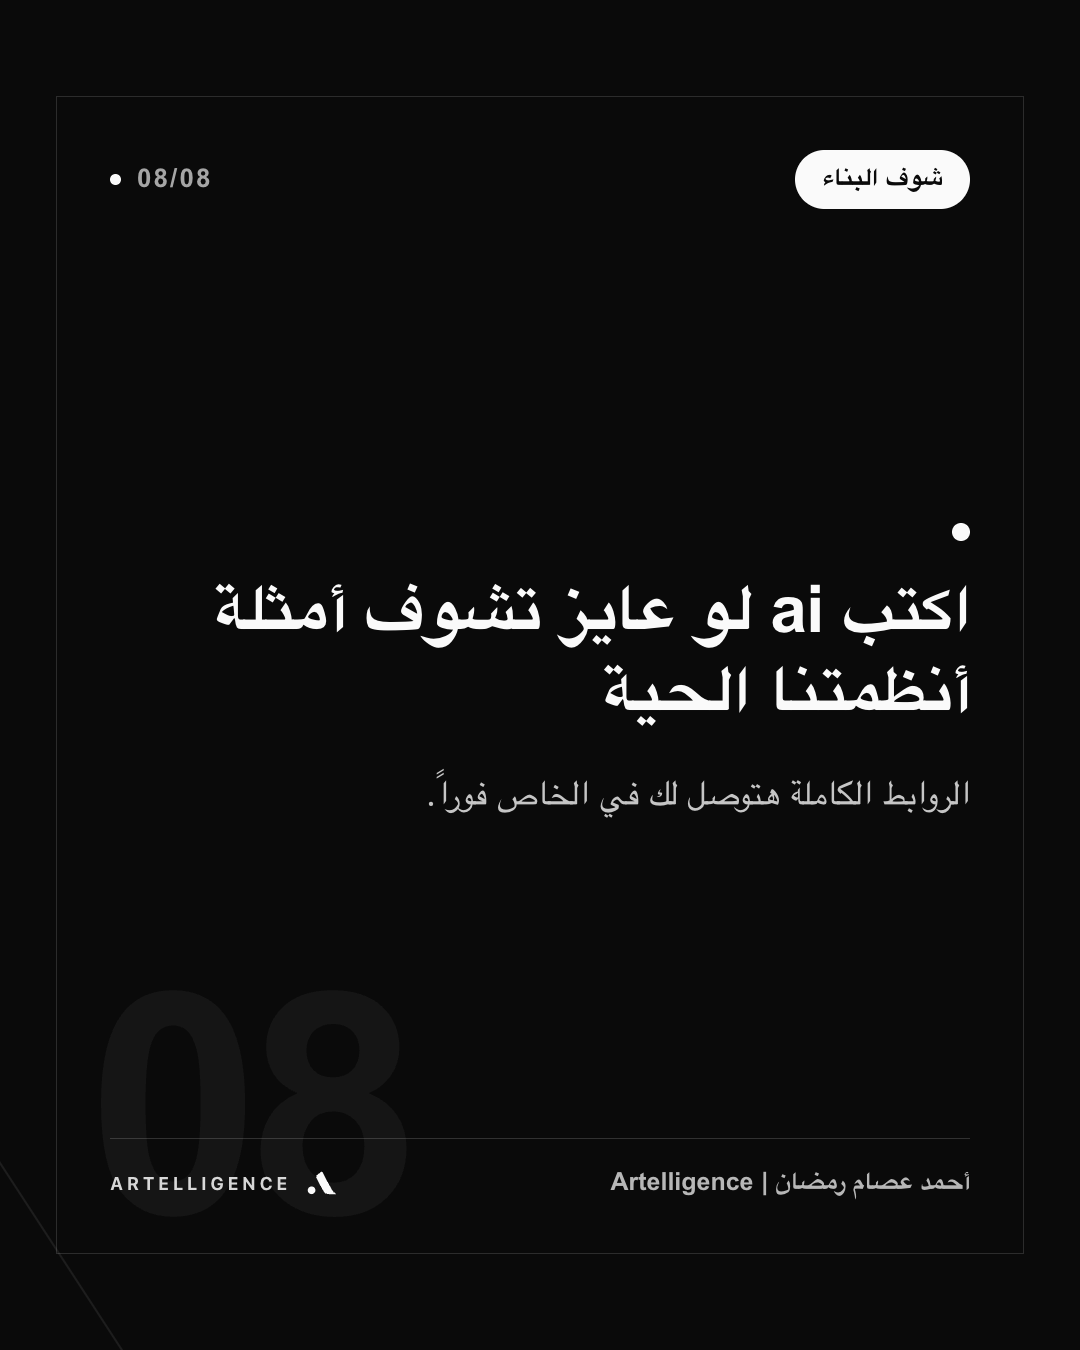 شوف البناء
08/08
اكتب ai لو عايز تشوف أمثلة
أنظمتنا الحية
الروابط الكاملة هتوصل لك في الخاص فوراً.
08
أحمد عصام رمضان | Artelligence
ARTELLIGENCE